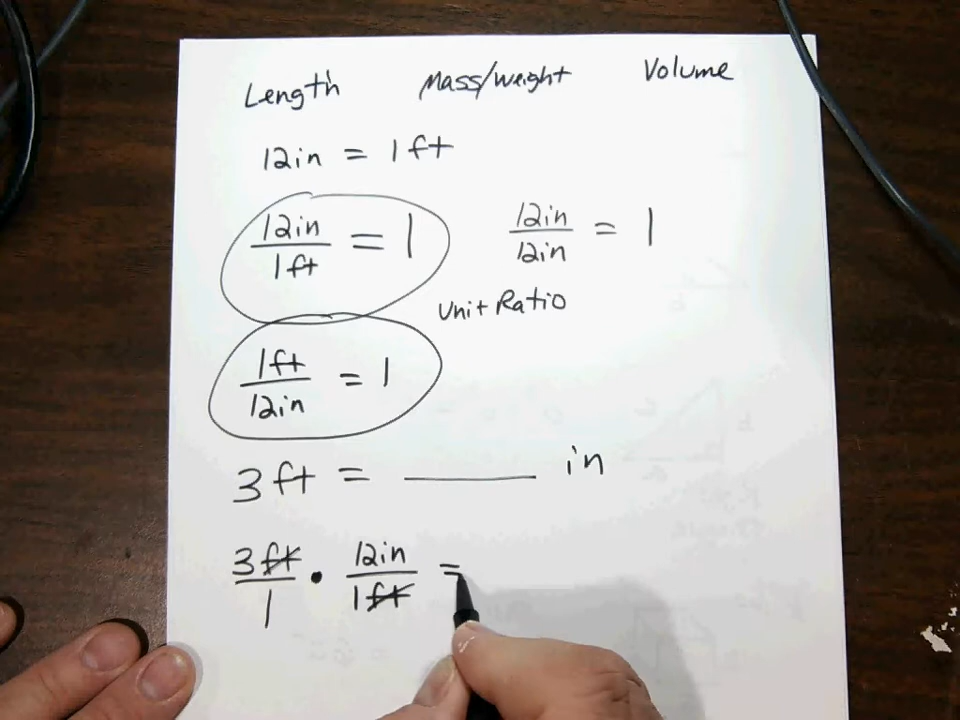 Length Mass/weight Volume
12in = 1ft
12in/1ft = 1 12in/12in = 1
Unit Ratio
1ft/12in = 1
3ft = ______ in
3ft/1 • 12in/1ft =